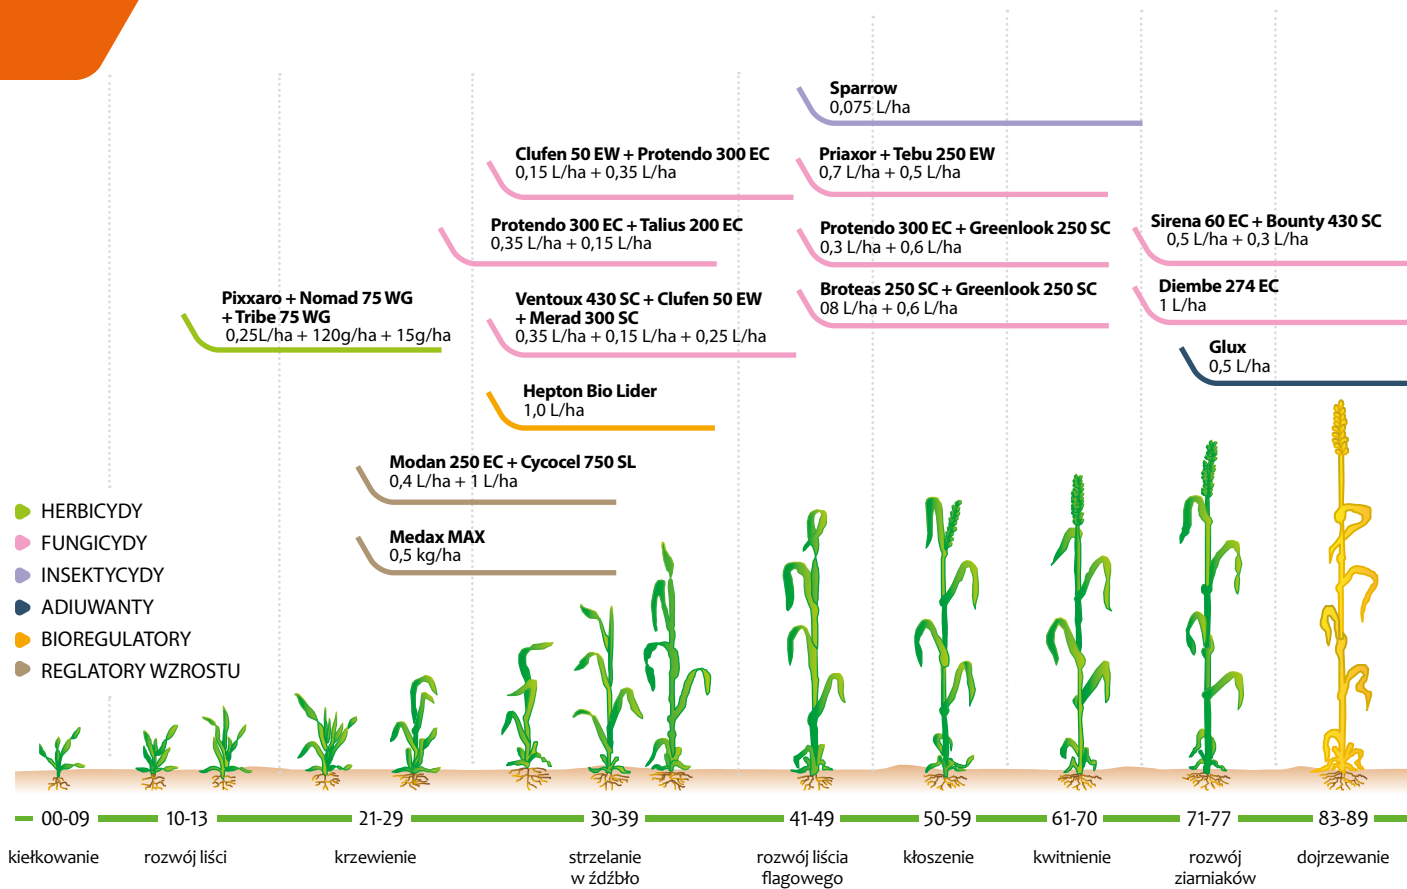 Sparrow
0,075 L/ha
Clufen 50 EW + Protendo 300 EC
0,15 L/ha + 0,35 L/ha
Priaxor + Tebu 250 EW
0,7 L/ha + 0,5 L/ha
Protendo 300 EC + Talius 200 EC
0,35 L/ha + 0,15 L/ha
Protendo 300 EC + Greenlook 250 SC
0,3 L/ha + 0,6 L/ha
Sirena 60 EC + Bounty 430 SC
0,5 L/ha + 0,3 L/ha
Pixxaro + Nomad 75 WG
+ Tribe 75 WG
0,25L/ha + 120g/ha + 15g/ha
Ventoux 430 SC + Clufen 50 EW
+ Merad 300 SC
0,35 L/ha + 0,15 L/ha + 0,25 L/ha
Broteas 250 SC + Greenlook 250 SC
08 L/ha + 0,6 L/ha
Diembe 274 EC
1 L/ha
Glux
0,5 L/ha
Hepton Bio Lider
1,0 L/ha
Modan 250 EC + Cycocel 750 SL
0,4 L/ha + 1 L/ha
Medax MAX
0,5 kg/ha
HERBICYDY
FUNGICYDY
INSEKTYCYDY
ADIUWANTY
BIOREGULATORY
REGLATORY WZROSTU
00-09
10-13
21-29
30-39
41-49
50-59
61-70
71-77
83-89
kiełkowanie
rozwój liści
krzewienie
strzelanie
w źdźbło
rozwój liścia
flagowego
kłoszenie
kwitnienie
rozwój
ziarniaków
dojrzewanie